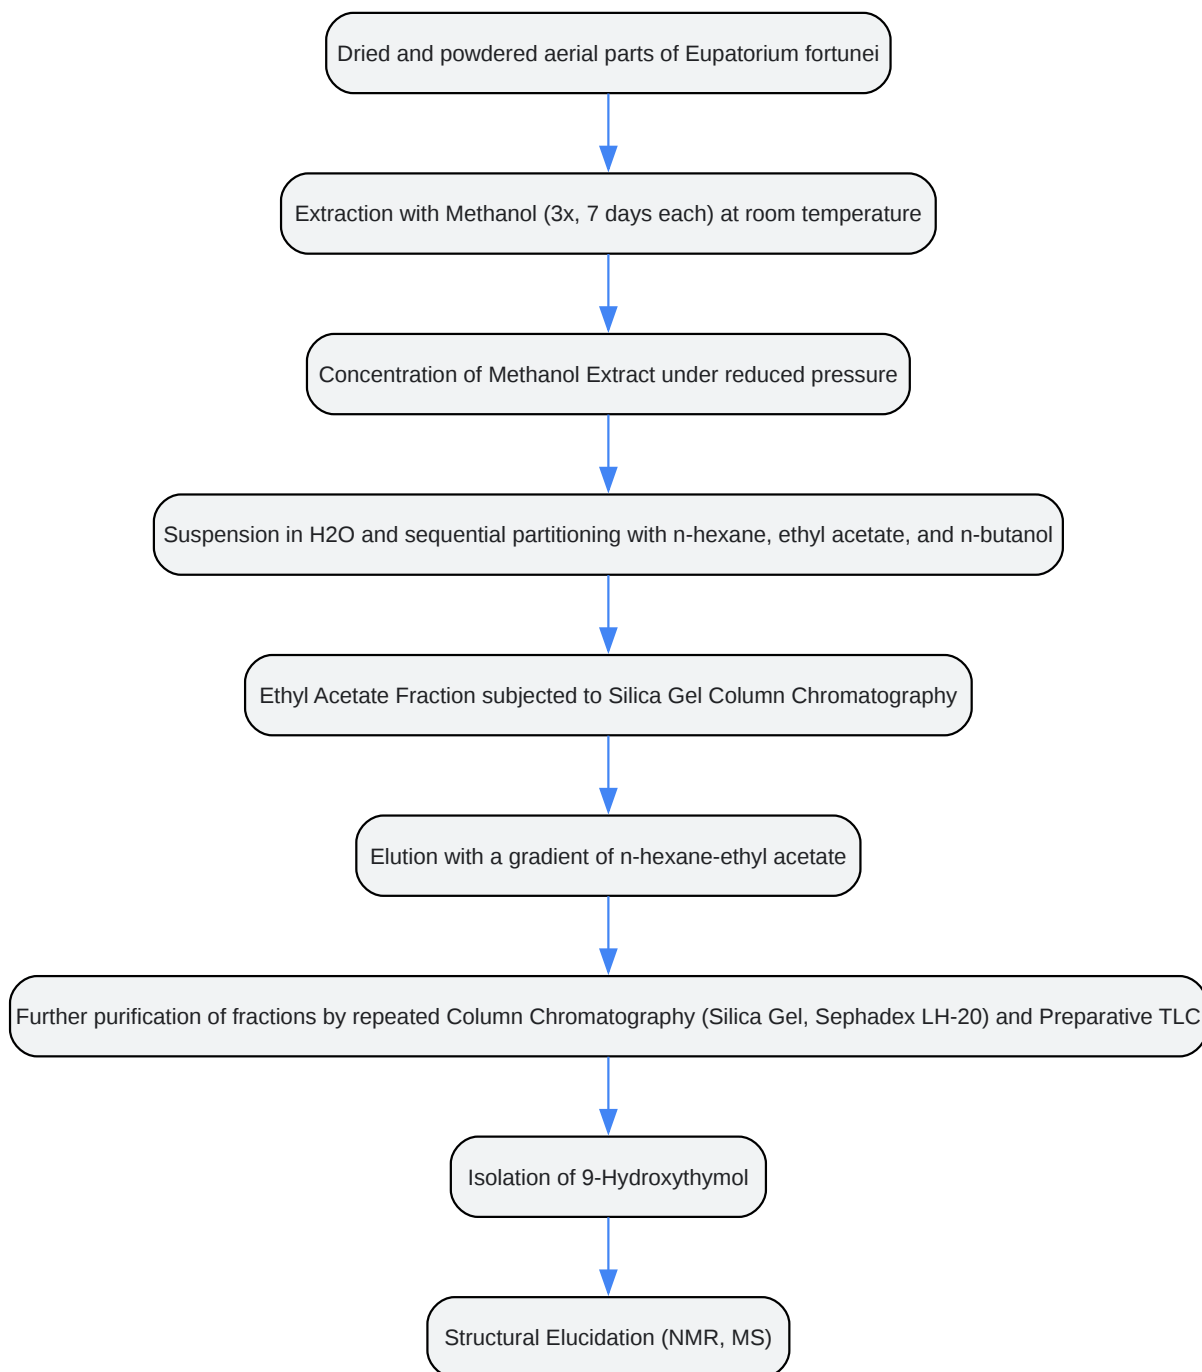 Dried and powdered aerial parts of Eupatorium fortunei
Extraction with Methanol (3x, 7 days each) at room temperature
Concentration of Methanol Extract under reduced pressure
Suspension in H2O and sequential partitioning with n-hexane, ethyl acetate, and n-butanol
Ethyl Acetate Fraction subjected to Silica Gel Column Chromatography
Elution with a gradient of n-hexane-ethyl acetate
Further purification of fractions by repeated Column Chromatography (Silica Gel, Sephadex LH-20) and Preparative TLC
Isolation of 9-Hydroxythymol
Structural Elucidation (NMR, MS)